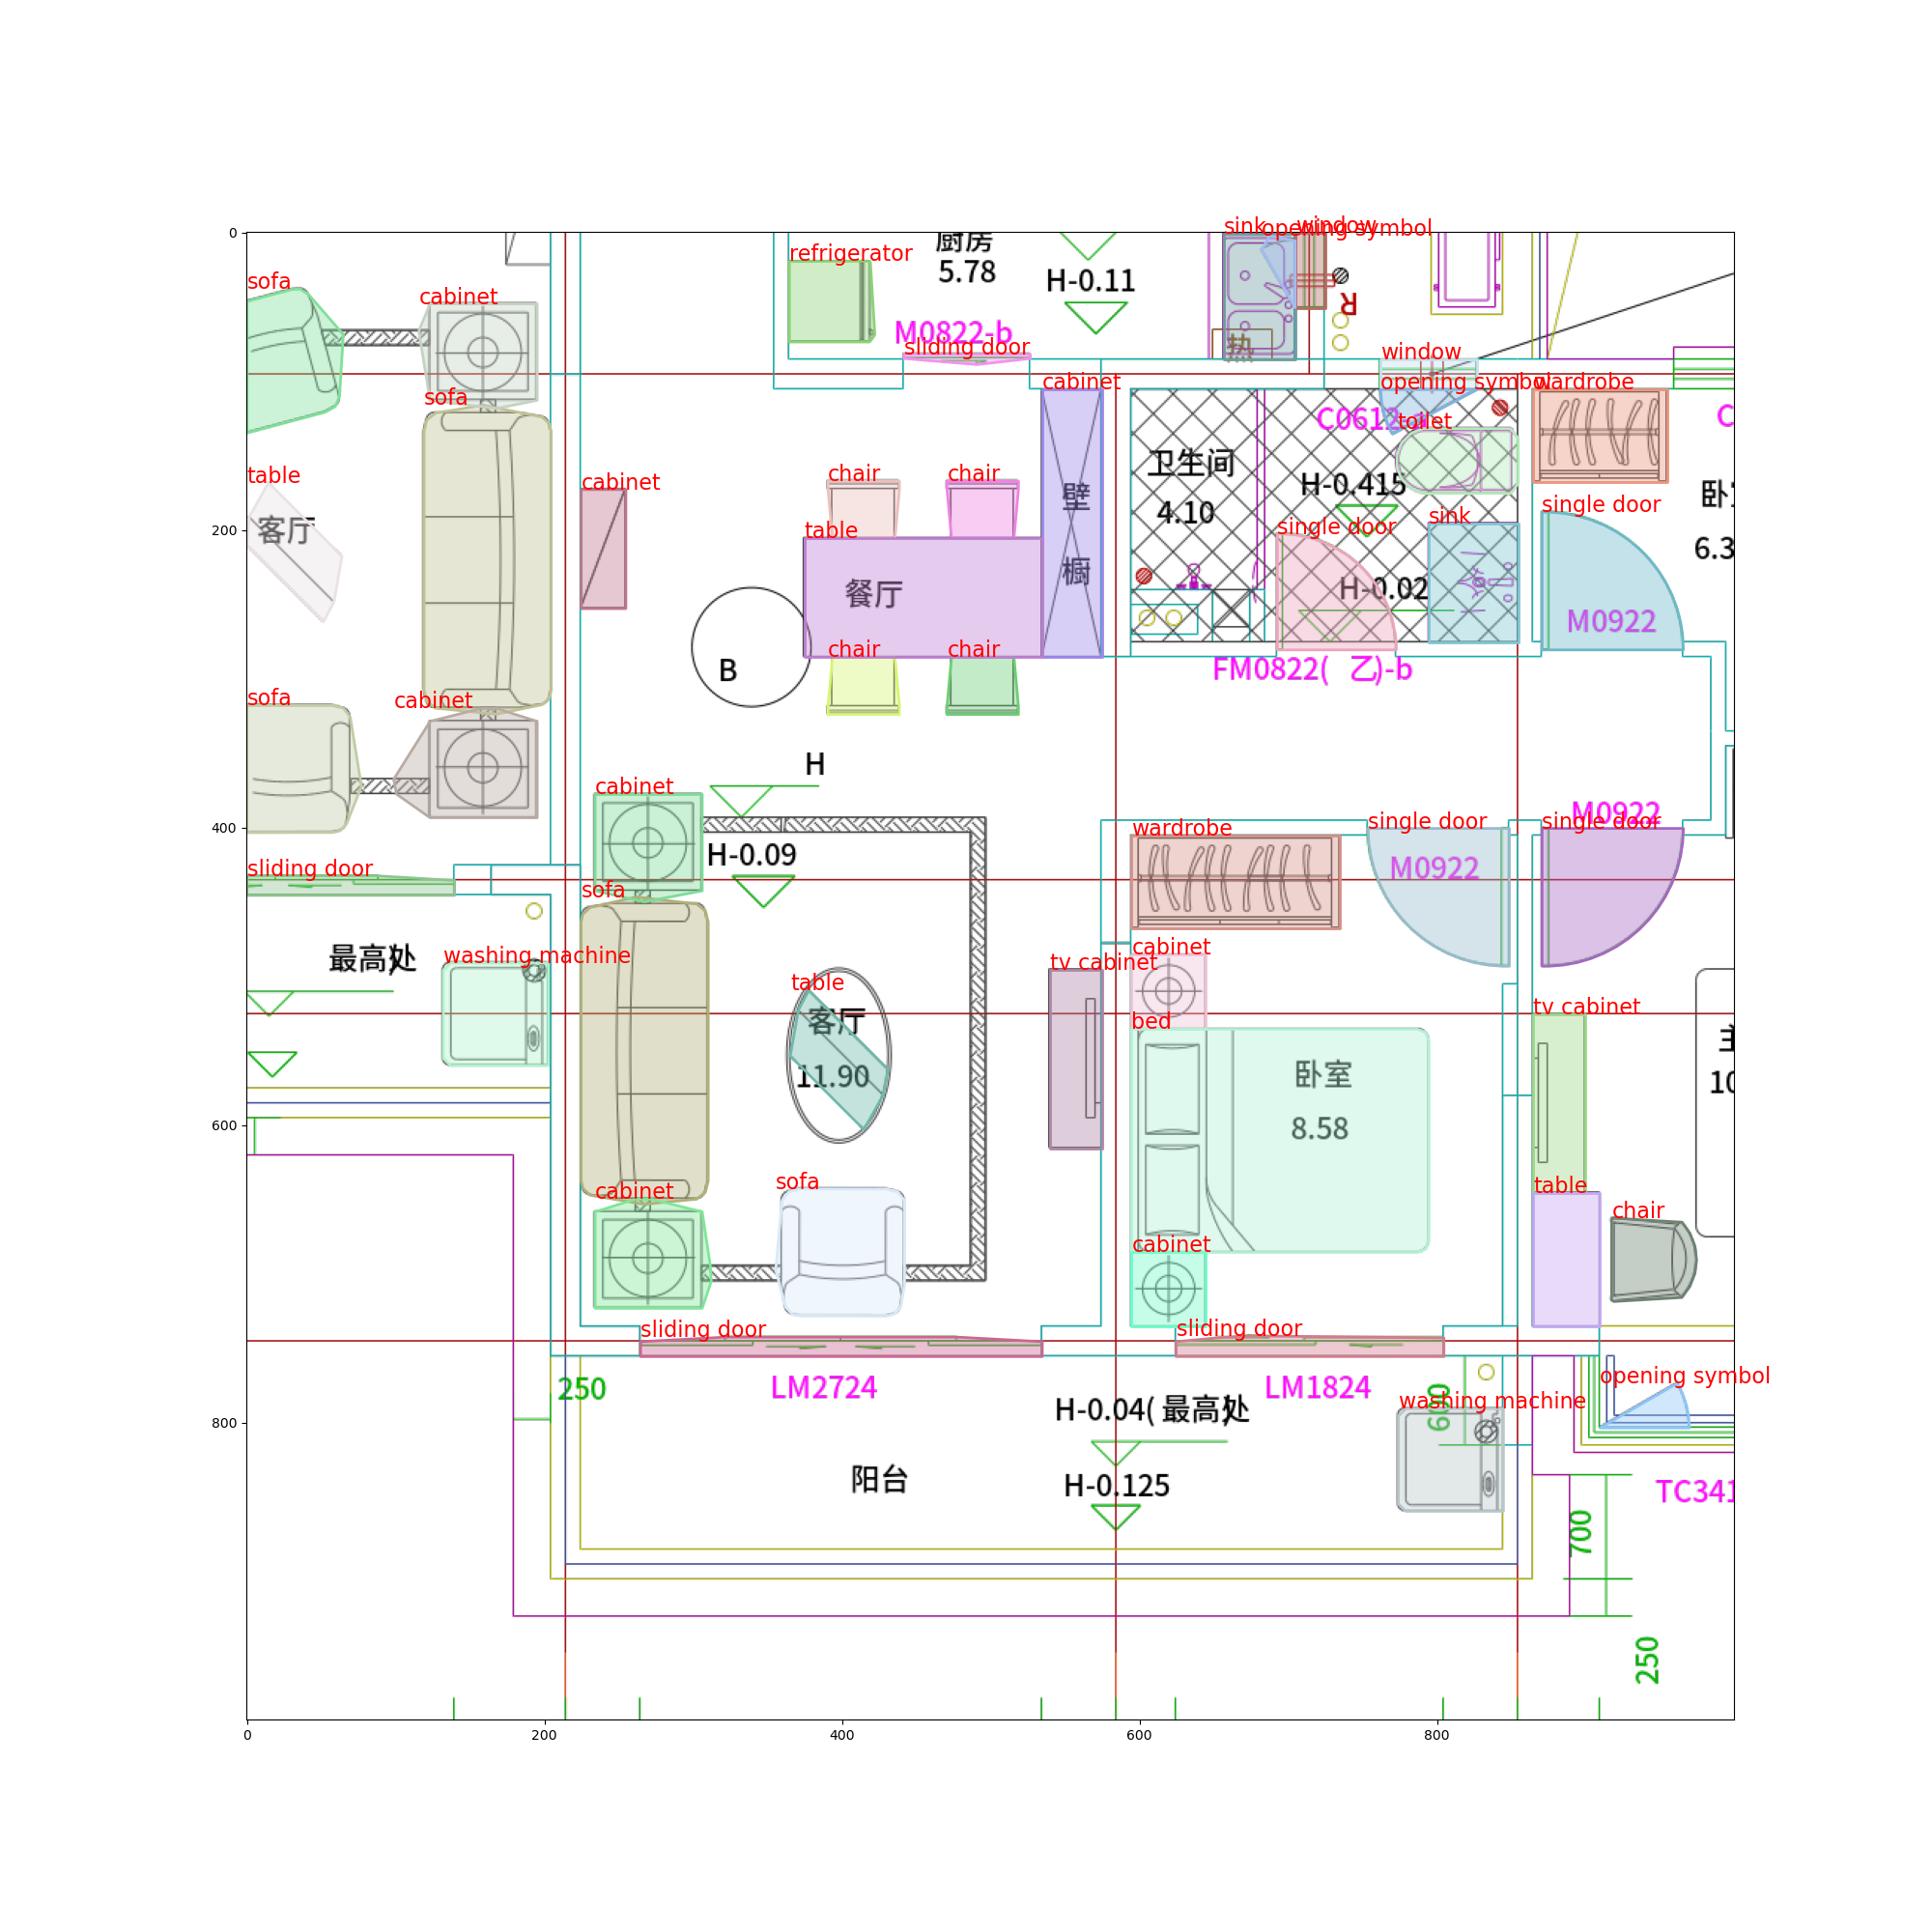 厨房
5.78
H-0.11
sink
opening symbol
window
refrigerator
sofa
cabinet
M0822-b
sliding door
R
热
window
opening symbol
wardrobe
cabinet
sofa
C0612
toilet
C
table
客厅
cabinet
chair
chair
壁
橱
卫生间
4.10
H-0.415
sink
single door
single door
table
餐厅
H-0.02
M0922
6.3
B
chair
chair
FM0822( 乙)-b
sofa
cabinet
H
cabinet
H-0.09
wardrobe
single door
M0922
M0922
single door
sliding door
sofa
最高处
washing machine
cabinet
tv cabinet
table
客厅
11.90
bed
卧室
8.58
tv cabinet
10
table
chair
cabinet
sofa
cabinet
sliding door
sliding door
250
LM2724
LM1824
H-0.04( 最高处
600
washing machine
opening symbol
阳台
H-0.125
TC341
700
250
0
200
400
600
800
0
200
400
600
800